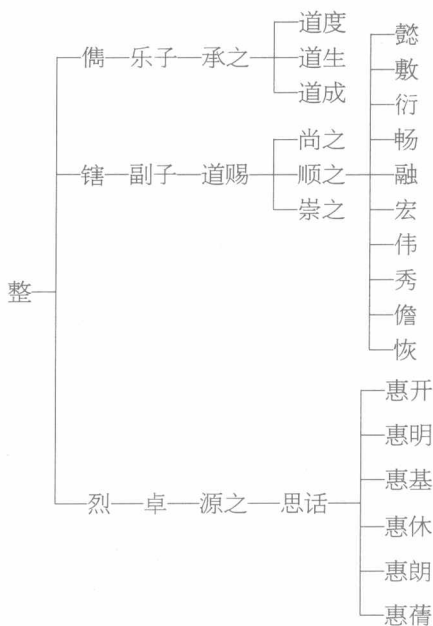 整
儁 乐子 承之
道度
道生
道成
镎 副子 道赐
尚之
顺之
崇之
懿
敷
衍
畅
融
宏
伟
秀
儋
恢
烈 卓 源之 思话
惠开
惠明
惠基
惠休
惠朗
惠蒨